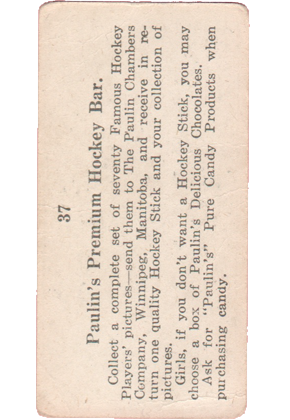 37
Paulin's Premium Hockey Bar.
Collect a complete set of seventy Famous Hockey
Players' pictures—send them to The Paulin Chambers
Company, Winnipeg, Manitoba, and receive in re-
turn one quality Hockey Stick and your collection of
pictures.
Girls, if you don't want a Hockey Stick, you may
choose a box of Paulin's Delicious Chocolates.
Ask for "Paulin's" Pure Candy Products when
purchasing candy.